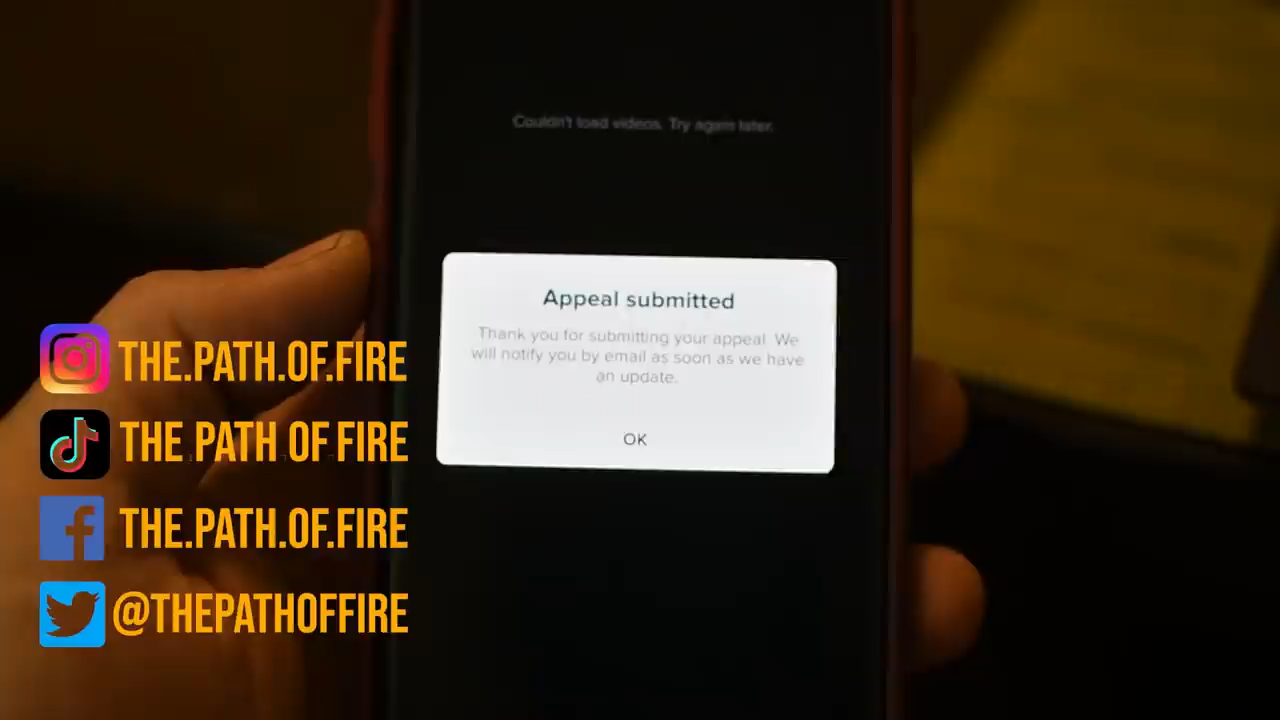 Couldn't load videos. Try again later.
Appeal submitted
Thank you for submitting your appeal. We
will notify you by email as soon as we have
an update.
OK
THE.PATH.OF.FIRE
THE PATH OF FIRE
THE.PATH.OF.FIRE
@THEPATHOFFIRE